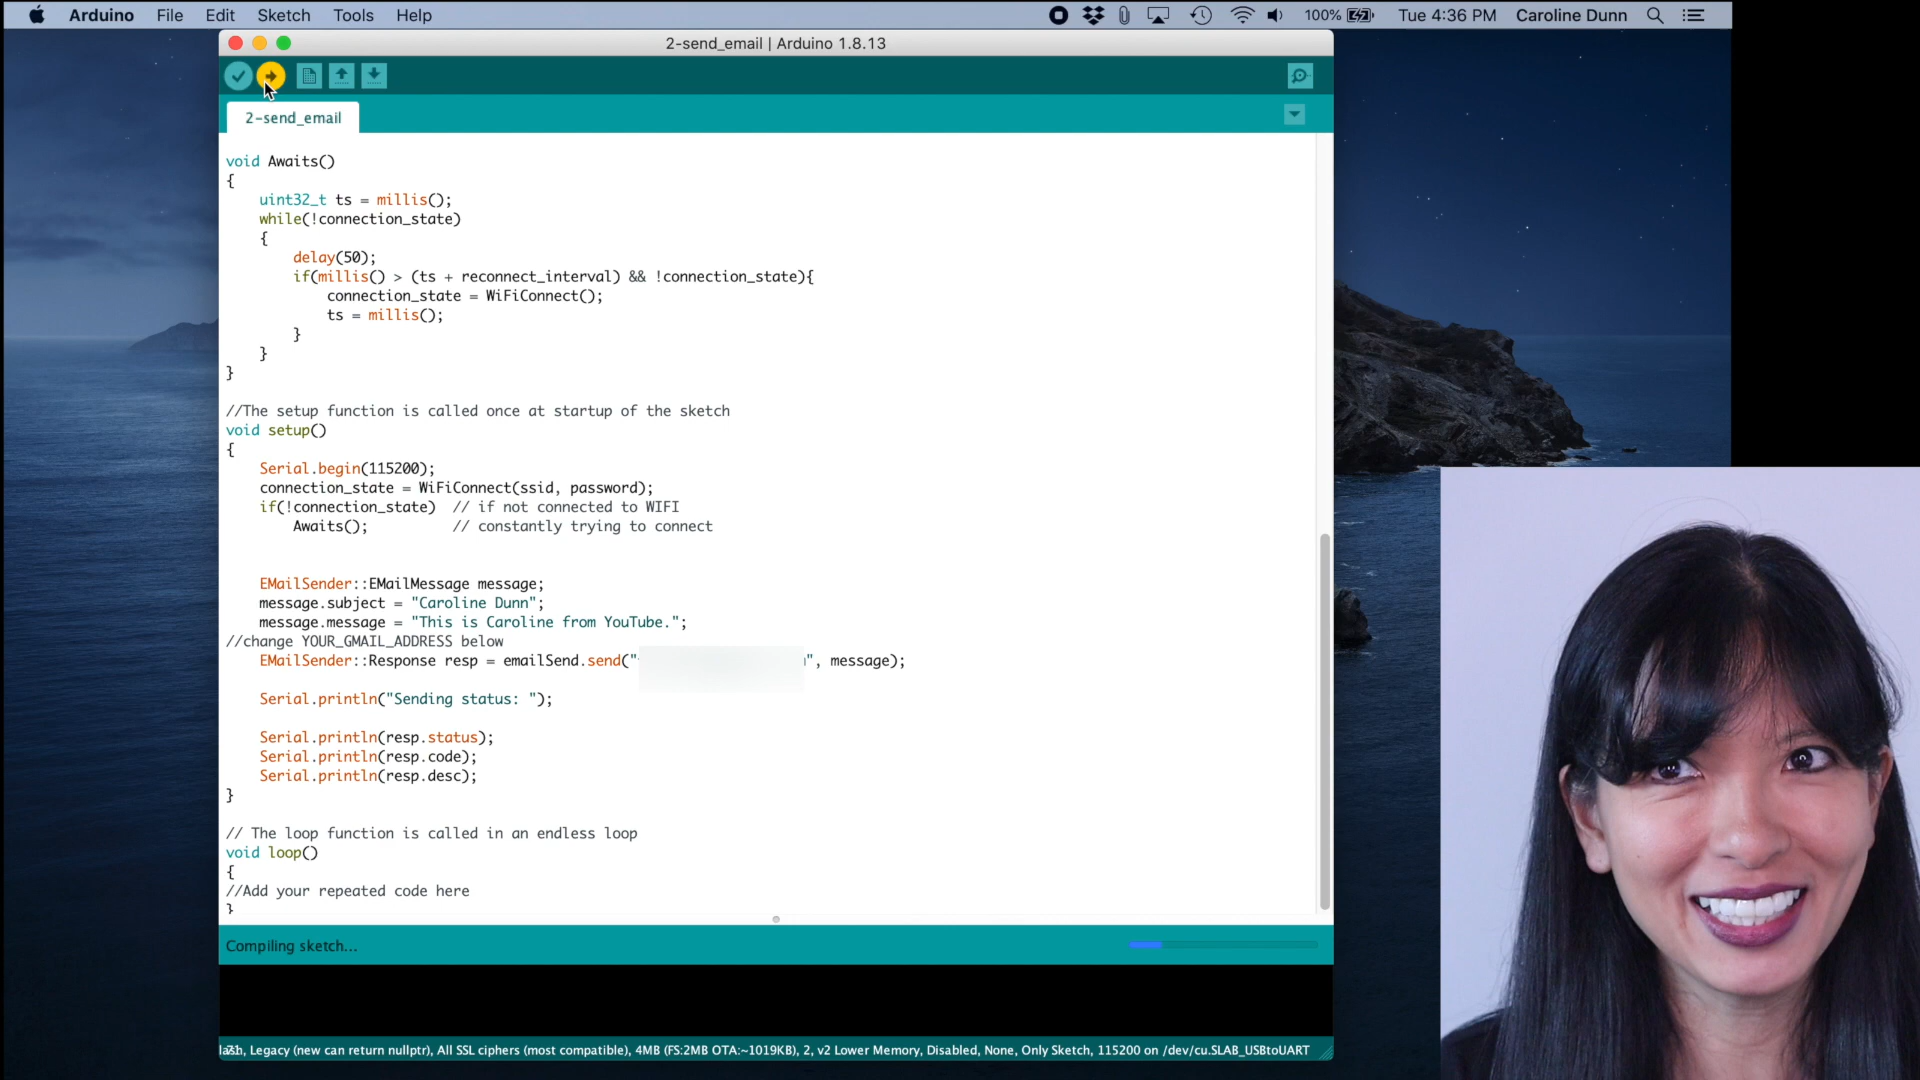 Arduino File Edit Sketch Tools Help 100% Tue 4:36 PM Caroline Dunn
2-send_email | Arduino 1.8.13
2-send_email
void Awaits()
{
uint32_t ts = millis();
while(!connection_state)
{
delay(50);
if(millis() > (ts + reconnect_interval) && !connection_state){
connection_state = WiFiConnect();
ts = millis();
}
}
}
//The setup function is called once at startup of the sketch
void setup()
{
Serial.begin(115200);
connection_state = WiFiConnect(ssid, password);
if(!connection_state) // if not connected to WIFI
Awaits(); // constantly trying to connect
EMailSender::EMailMessage message;
message.subject = "Caroline Dunn";
message.message = "This is Caroline from YouTube.";
//change YOUR_GMAIL_ADDRESS below
EMailSender::Response resp = emailSend.send(" ", message);
Serial.println("Sending status: ");
Serial.println(resp.status);
Serial.println(resp.code);
Serial.println(resp.desc);
}
// The loop function is called in an endless loop
void loop()
{
//Add your repeated code here
}
Compiling sketch...
, Legacy (new can return nullptr), All SSL ciphers (most compatible), 4MB (FS:2MB OTA:~1019KB), 2, v2 Lower Memory, Disabled, None, Only Sketch, 115200 on /dev/cu.SLAB_USBtoUART